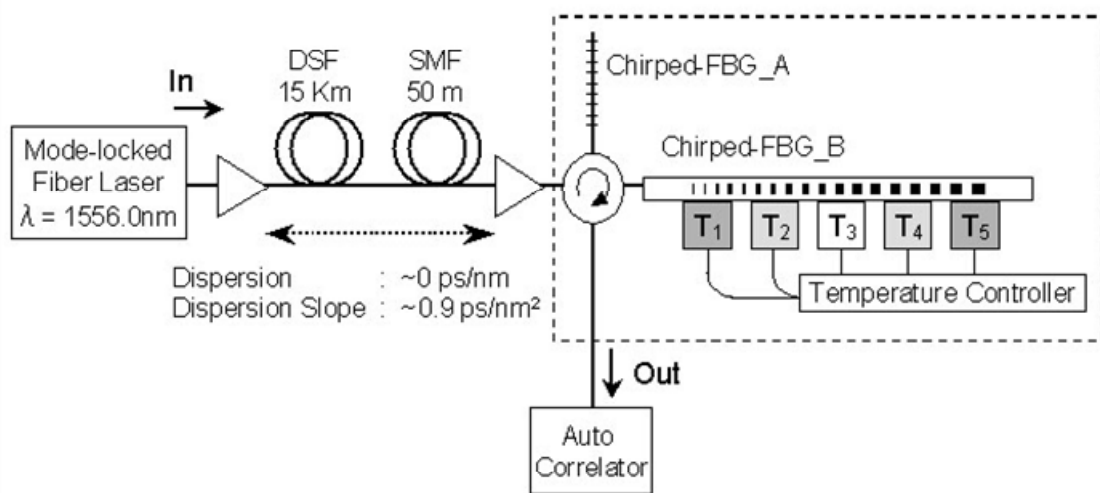 In
DSF
15 Km
SMF
50 m
Mode-locked
Fiber Laser
λ = 1556.0nm
Dispersion : ~0 ps/nm
Dispersion Slope : ~0.9 ps/nm²
Chirped-FBG_A
Chirped-FBG_B
T₁ T₂ T₃ T₄ T₅
Temperature Controller
Out
Auto
Correlator